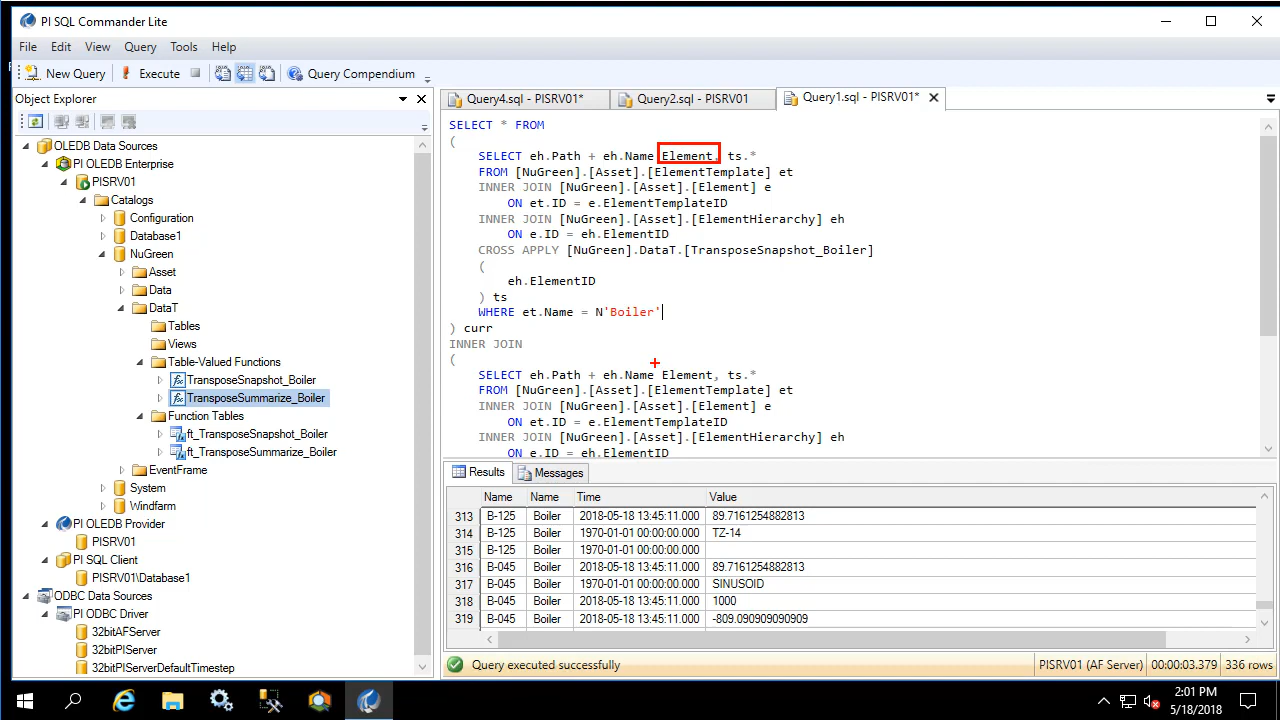 PI SQL Commander Lite
File Edit View Query Tools Help
New Query Execute Query Compendium
Object Explorer
OLEDB Data Sources
PI OLEDB Enterprise
PISRV01
Catalogs
Configuration
Database1
NuGreen
Asset
Data
DataT
Tables
Views
Table-Valued Functions
TransposeSnapshot_Boiler
TransposeSummarize_Boiler
Function Tables
ft_TransposeSnapshot_Boiler
ft_TransposeSummarize_Boiler
EventFrame
System
Windfarm
PI OLEDB Provider
PISRV01
PI SQL Client
PISRV01\Database1
ODBC Data Sources
PI ODBC Driver
32bitAFServer
32bitPIServer
32bitPIServerDefaultTimestep
Query4.sql - PISRV01* Query2.sql - PISRV01 Query1.sql - PISRV01*
SELECT * FROM
(
SELECT eh.Path + eh.Name Element, ts.*
FROM [NuGreen].[Asset].[ElementTemplate] et
INNER JOIN [NuGreen].[Asset].[Element] e
ON et.ID = e.ElementTemplateID
INNER JOIN [NuGreen].[Asset].[ElementHierarchy] eh
ON e.ID = eh.ElementID
CROSS APPLY [NuGreen].DataT.[TransposeSnapshot_Boiler]
(
eh.ElementID
) ts
WHERE et.Name = N'Boiler'
) curr
INNER JOIN
(
SELECT eh.Path + eh.Name Element, ts.*
FROM [NuGreen].[Asset].[ElementTemplate] et
INNER JOIN [NuGreen].[Asset].[Element] e
ON et.ID = e.ElementTemplateID
INNER JOIN [NuGreen].[Asset].[ElementHierarchy] eh
ON e.ID = eh.ElementID
Results Messages
Name Name Time Value
313 B-125 Boiler 2018-05-18 13:45:11.000 89.7161254882813
314 B-125 Boiler 1970-01-01 00:00:00.000 TZ-14
315 B-125 Boiler 1970-01-01 00:00:00.000
316 B-045 Boiler 2018-05-18 13:45:11.000 89.7161254882813
317 B-045 Boiler 1970-01-01 00:00:00.000 SINUSOID
318 B-045 Boiler 2018-05-18 13:45:11.000 1000
319 B-045 Boiler 2018-05-18 13:45:11.000 -809.090909090909
Query executed successfully PISRV01 (AF Server) 00:00:03.379 336 rows
2:01 PM
5/18/2018